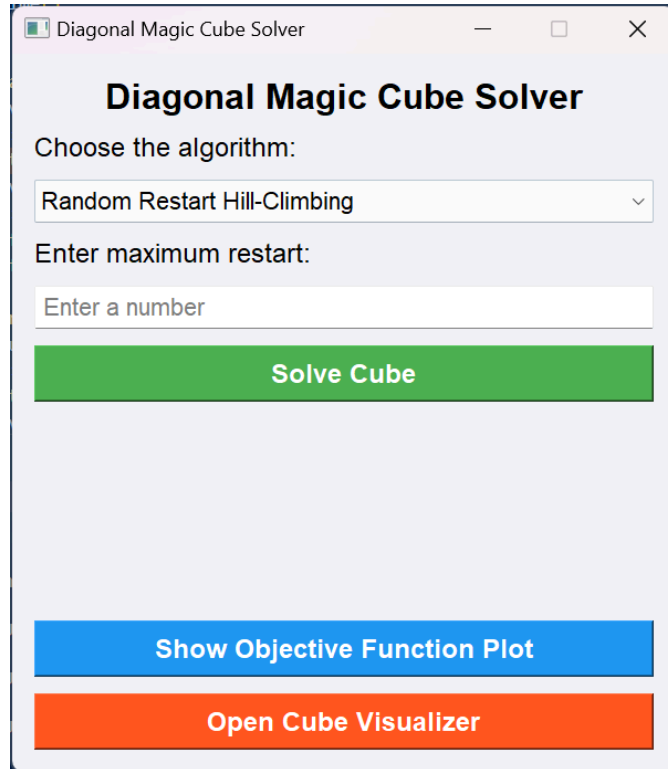 Diagonal Magic Cube Solver
Diagonal Magic Cube Solver
Choose the algorithm:
Random Restart Hill-Climbing
Enter maximum restart:
Enter a number
Solve Cube
Show Objective Function Plot
Open Cube Visualizer